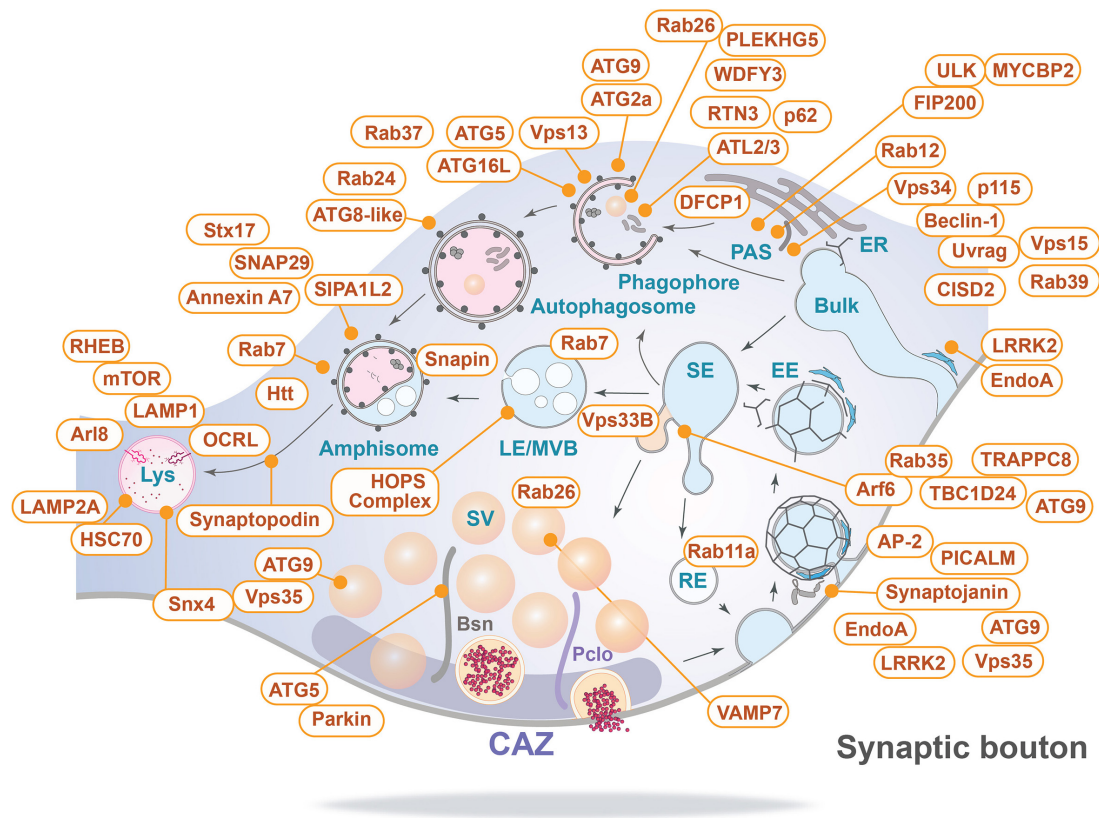 Rab26
PLEKHG5
ATG9
WDFY3
ULK
MYCBP2
ATG2a
FIP200
RTN3
p62
Rab37
ATG5
Vps13
ATL2/3
Rab12
ATG16L
Rab24
DFCP1
Vps34
p115
ATG8-like
Beclin-1
Stx17
PAS
ER
Uvrag
Vps15
SNAP29
Phagophore
Rab39
Annexin A7
SIPA1L2
Autophagosome
Bulk
CISD2
RHEB
Rab7
Snapin
Rab7
LRRK2
mTOR
SE
EE
EndoA
Htt
LAMP1
Vps33B
Arl8
OCRL
Amphisome
LE/MVB
Lys
HOPS
Complex
Rab35
TRAPPC8
Rab26
Arf6
TBC1D24
LAMP2A
Synaptopodin
SV
ATG9
HSC70
AP-2
PICALM
Rab11a
ATG9
RE
Snx4
Vps35
Synaptojanin
Bsn
EndoA
ATG9
Pclo
LRRK2
Vps35
ATG5
Parkin
VAMP7
CAZ
Synaptic bouton